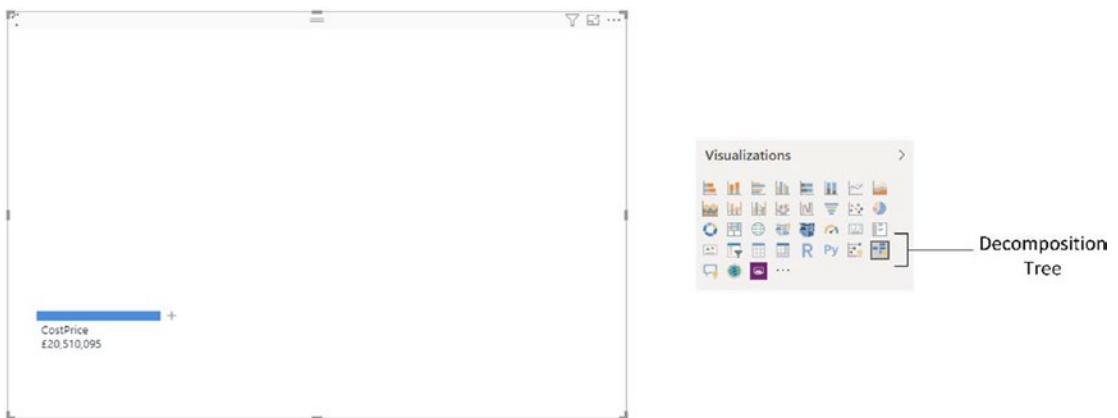 CostPrice
£20,510,095
Visualizations
R
Py
Decomposition
Tree